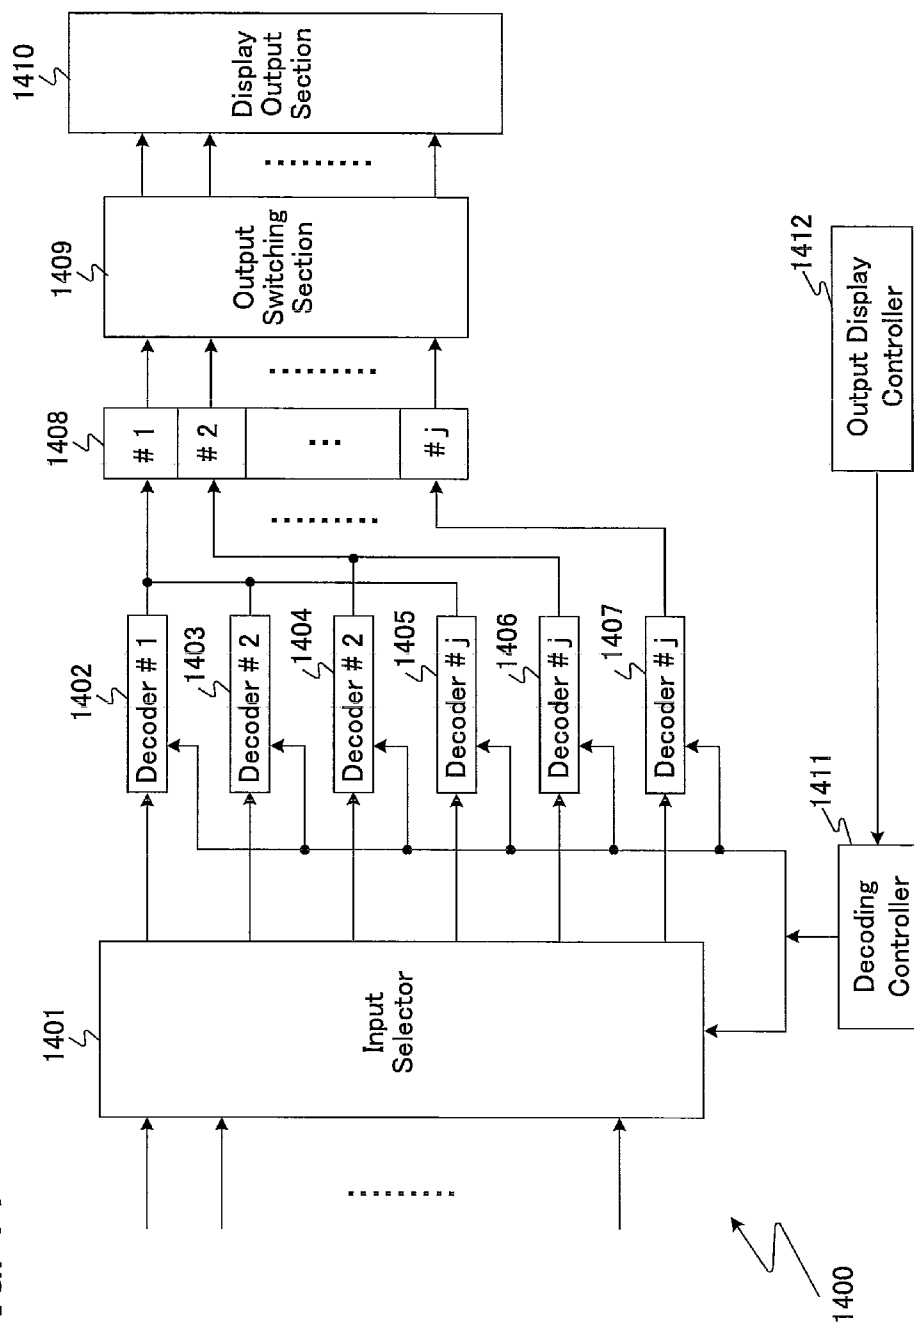 1400
1401
Input
Selector
1402
Decoder # 1
1403
Decoder # 2
1404
Decoder # 2
1405
Decoder # j
1406
Decoder # j
1407
Decoder # j
1408
# 1
# 2
...
# j
1409
Output
Switching
Section
1410
Display
Output
Section
1411
Decoding
Controller
1412
Output Display
Controller